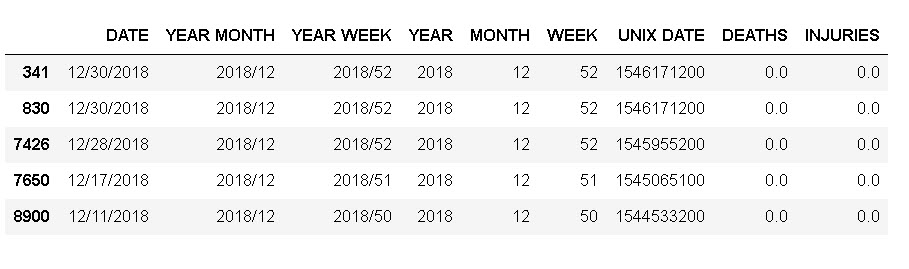 DATE YEAR MONTH YEAR WEEK YEAR MONTH WEEK UNIX DATE DEATHS INJURIES
341 12/30/2018 2018/12 2018/52 2018 12 52 1546171200 0.0 0.0
830 12/30/2018 2018/12 2018/52 2018 12 52 1546171200 0.0 0.0
7426 12/28/2018 2018/12 2018/52 2018 12 52 1545955200 0.0 0.0
7650 12/17/2018 2018/12 2018/51 2018 12 51 1545065100 0.0 0.0
8900 12/11/2018 2018/12 2018/50 2018 12 50 1544533200 0.0 0.0